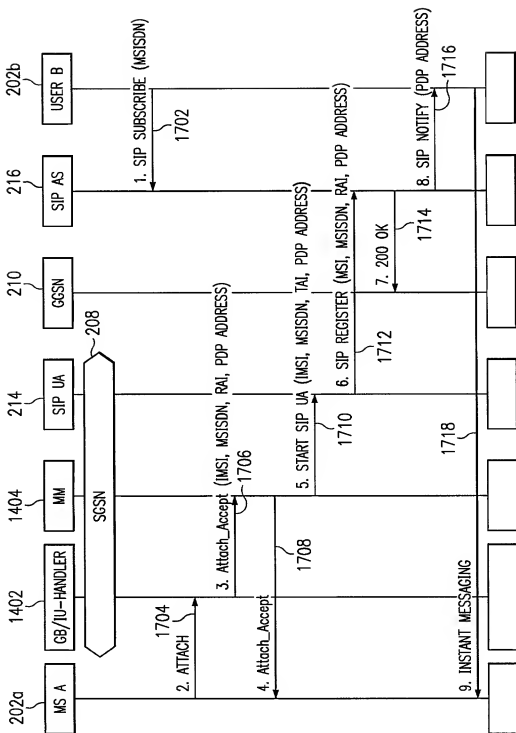 202a
1402
1404
214
210
216
202b
MS A
GB/IU-HANDLER
MM
SIP UA
GGSN
SIP AS
USER B
SGSN
208
1. SIP SUBSCRIBE (MSISDN)
1702
2. ATTACH
1704
3. Attach_Accept (IMSI, MSISDN, RAI, PDP ADDRESS)
1706
4. Attach_Accept
1708
5. START SIP UA (IMSI, MSISDN, TAI, PDP ADDRESS)
1710
6. SIP REGISTER (MSI, MSISDN, RAI, PDP ADDRESS)
1712
7. 200 OK
1714
8. SIP NOTIFY (PDP ADDRESS)
1716
9. INSTANT MESSAGING
1718